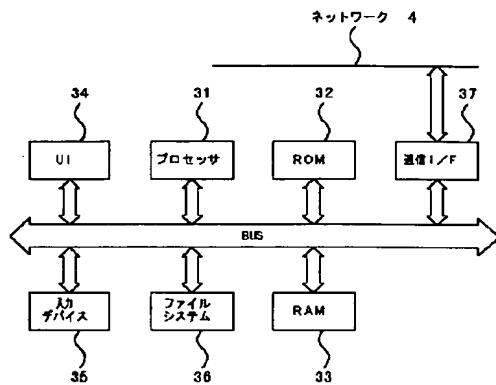 ネットワーク 4
34
31
32
37
UI
プロセッサ
ROM
通信I/F
BUS
入力
デバイス
ファイル
システム
RAM
35
36
33